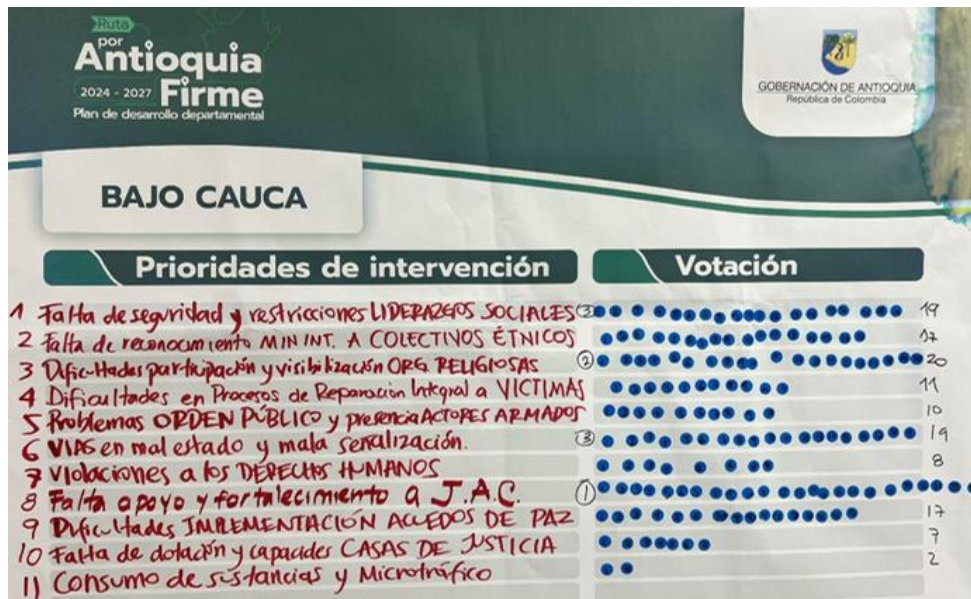 Ruta
por
Antioquia
2024 - 2027 Firme
Plan de desarrollo departamental
GOBERNACIÓN DE ANTIOQUIA
República de Colombia
BAJO CAUCA
Prioridades de intervención Votación
1 Falta de seguridad y restricciones LIDERAZGOS SOCIALES ③ 19
2 Falta de reconocimiento MIN INT. A COLECTIVOS ÉTNICOS 17
3 Dificultades participación y visibilización ORG RELIGIOSAS ② 20
4 Dificultades en Procesos de Reparación Integral a VICTIMAS 11
5 Problemas ORDEN PÚBLICO y presencia ACTORES ARMADOS 10
6 VIAS en mal estado y mala señalización. ③ 19
7 Violaciones a los DERECHOS HUMANOS 8
8 Falta apoyo y fortalecimiento a J.A.C. ①
9 Dificultades IMPLEMENTACIÓN ACUEDOS DE PAZ 17
10 Falta de dotación y capacides CASAS DE JUSTICIA 7
11 Consumo de sustancias y Microtráfico 2